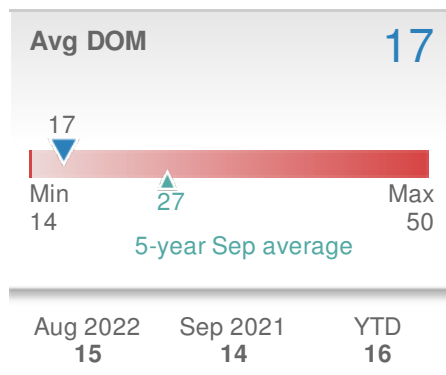 Avg DOM 17
17
Min 27 Max
14 50
5-year Sep average
Aug 2022 Sep 2021 YTD
15 14 16